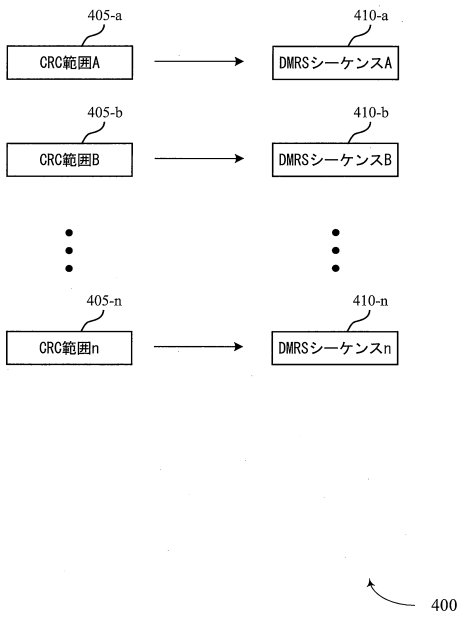 405-a 410-a
CRC範囲A DMRSシーケンスA
405-b 410-b
CRC範囲B DMRSシーケンスB
405-n 410-n
CRC範囲n DMRSシーケンスn
400